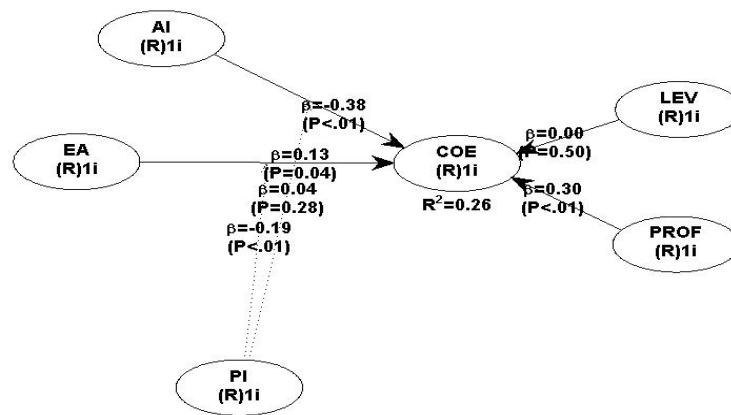 AI
(R)1i
LEV
(R)1i
β=-0.38
(P<.01)
β=0.00
(P=0.50)
EA
(R)1i
β=0.13
(P=0.04)
COE
(R)1i
R²=0.26
β=0.04
(P=0.28)
β=0.30
(P<.01)
β=-0.19
(P<.01)
PROF
(R)1i
PI
(R)1i